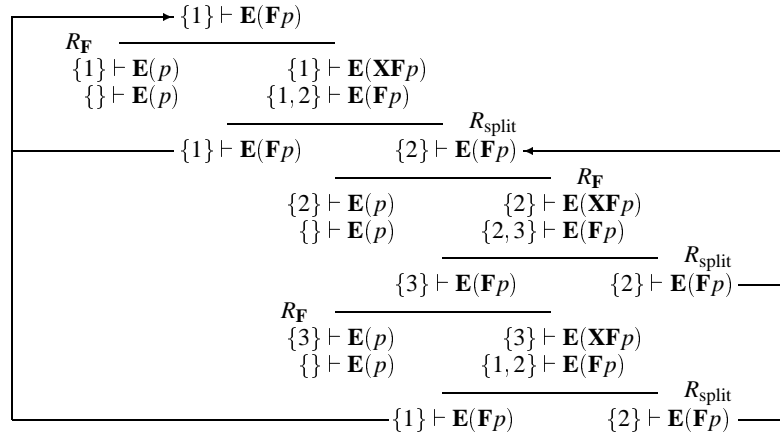 {1} ⊢ E(Fp)
R_F
{1} ⊢ E(p) {1} ⊢ E(XFp)
{} ⊢ E(p) {1,2} ⊢ E(Fp)
R_split
{1} ⊢ E(Fp) {2} ⊢ E(Fp)
R_F
{2} ⊢ E(p) {2} ⊢ E(XFp)
{} ⊢ E(p) {2,3} ⊢ E(Fp)
R_split
{3} ⊢ E(Fp) {2} ⊢ E(Fp)
R_F
{3} ⊢ E(p) {3} ⊢ E(XFp)
{} ⊢ E(p) {1,2} ⊢ E(Fp)
R_split
{1} ⊢ E(Fp) {2} ⊢ E(Fp)